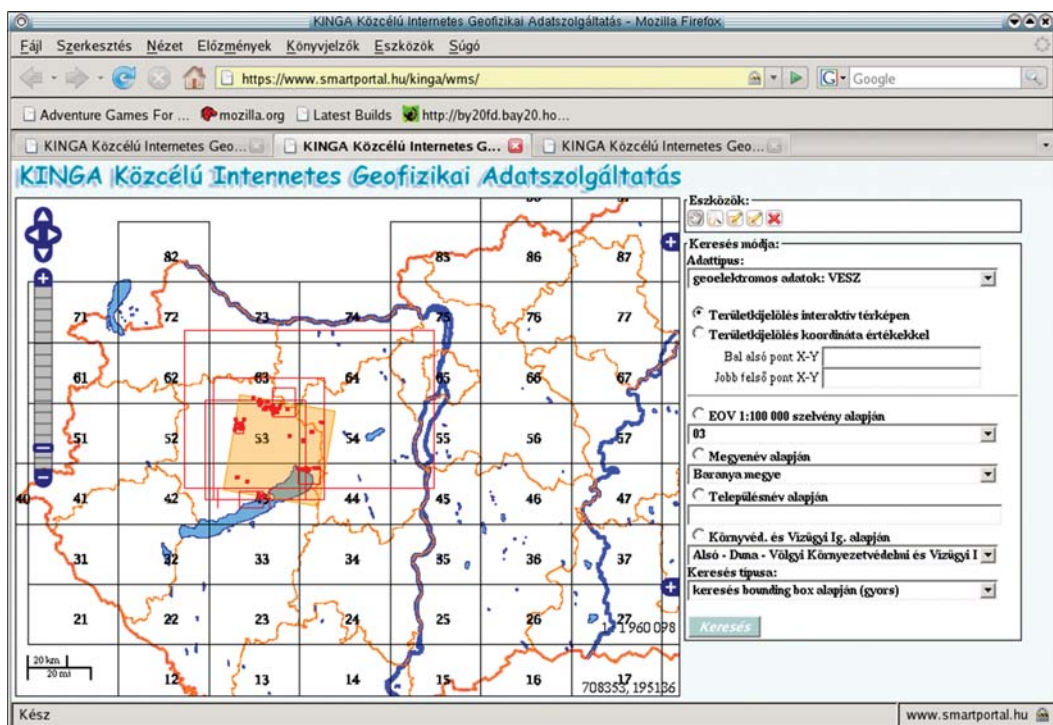 KINGA Közcélú Internetes Geofizikai Adatszolgáltatás - Mozilla Firefox
Fájl Szerkesztés Nézet Előzmények Könyvjelzők Eszközök Súgó
https://www.smartportal.hu/kinga/wms/
G Google
Adventure Games For ... mozilla.org Latest Builds http://by20fd.bay20.ho...
KINGA Közcélú Internetes Geo... KINGA Közcélú Internetes G... KINGA Közcélú Internetes Geo...
KINGA Közcélú Internetes Geofizikai Adatszolgáltatás
82 85 86 87
71 72 73 74 75 76 77
61 62 63 64 65 66 67
51 52 53 54 55 56 57
40 41 42 43 44 45 46 47
31 32 33 34 35 36 37
21 22 23 24 25 26 27
960 098
12 13 14 15 16 17
20 km
20 mi
708353, 195136
Eszközök:
Keresés módja:
Adattípus:
geoelektromos adatok: VESZ
Területkijelölés interaktív térképen
Területkijelölés koordináta értékekkel
Bal alsó pont X-Y
Jobb felső pont X-Y
EOV 1:100 000 szelvény alapján
03
Megyenév alapján
Baranya megye
Településnév alapján
Környvéd. és Vízügyi Ig. alapján
Alsó - Duna - Völgyi Környezetvédelmi és Vízügyi I
Keresés típusa:
keresés bounding box alapján (gyors)
Keresés
Kész
www.smartportal.hu